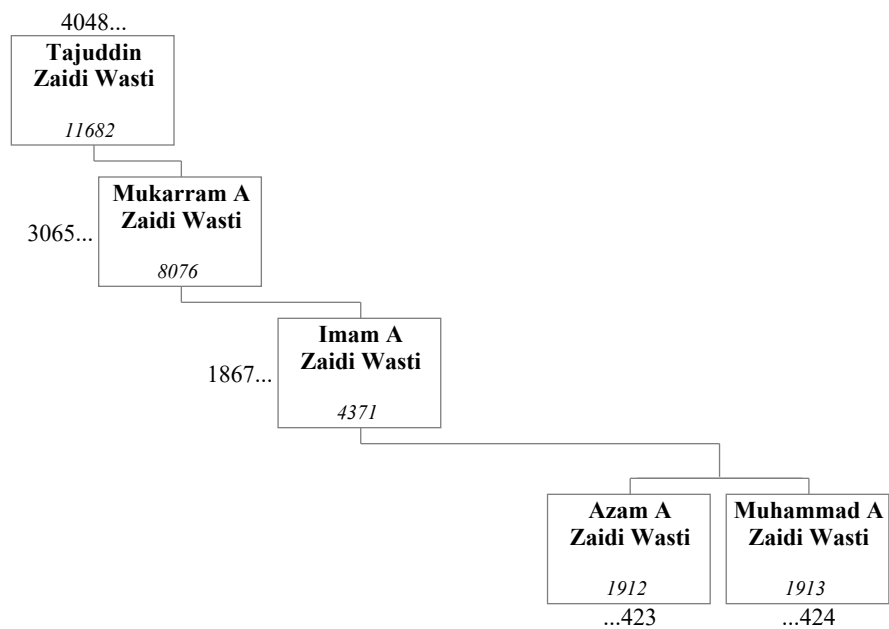 4048...
Tajuddin
Zaidi Wasti
11682
Mukarram A
Zaidi Wasti
3065...
8076
Imam A
Zaidi Wasti
1867...
4371
Azam A
Zaidi Wasti
1912
...423
Muhammad A
Zaidi Wasti
1913
...424